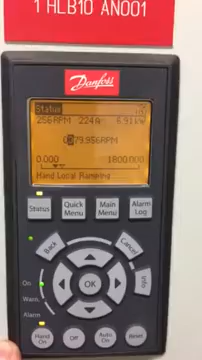 1 HLB10 AN001
Danfoss
Status
256RPM 224A 6.91kW
79.956RPM
0.000 1800.000
Hand Local Ramping
Status
Quick Menu
Main Menu
Alarm Log
Back
Cancel
OK
Info
On
Warn.
Alarm
Hand On
Off
Auto On
Reset